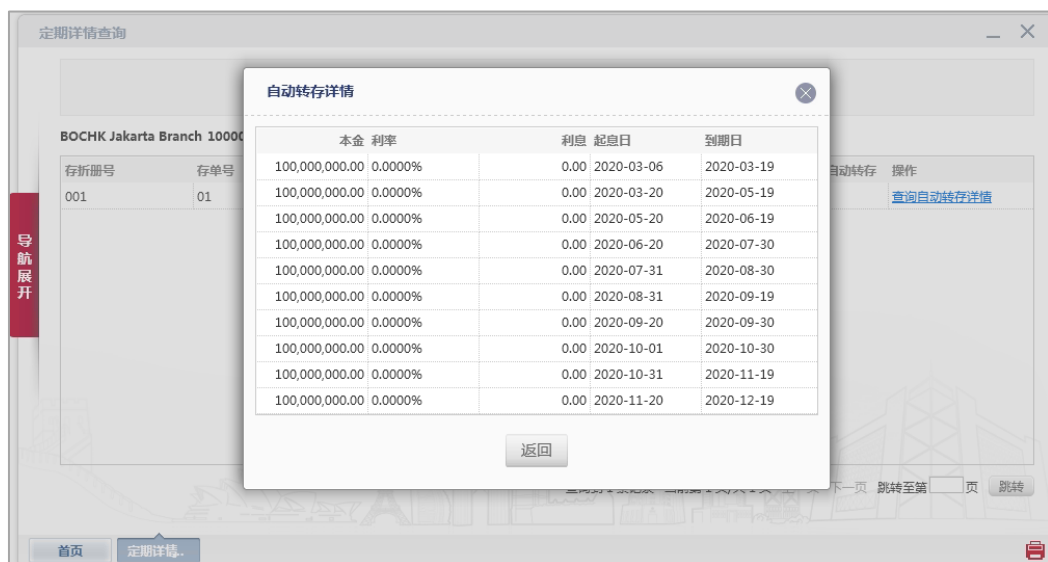 定期详情查询
自动转存详情
BOCHK Jakarta Branch 1000
本金 利率 利息 起息日 到期日
存折册号 存单号 自动转存 操作
100,000,000.00 0.0000% 0.00 2020-03-06 2020-03-19
001 01 100,000,000.00 0.0000% 0.00 2020-03-20 2020-05-19 查询自动转存详情
100,000,000.00 0.0000% 0.00 2020-05-20 2020-06-19
100,000,000.00 0.0000% 0.00 2020-06-20 2020-07-30
100,000,000.00 0.0000% 0.00 2020-07-31 2020-08-30
100,000,000.00 0.0000% 0.00 2020-08-31 2020-09-19
100,000,000.00 0.0000% 0.00 2020-09-20 2020-09-30
100,000,000.00 0.0000% 0.00 2020-10-01 2020-10-30
100,000,000.00 0.0000% 0.00 2020-10-31 2020-11-19
100,000,000.00 0.0000% 0.00 2020-11-20 2020-12-19
导航展开
返回
下一页 跳转至第 页 跳转
首页 定期详情..